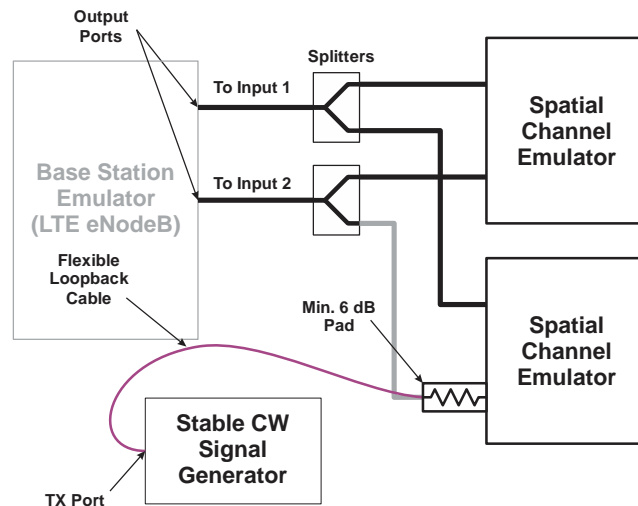 Output
Ports
Splitters
To Input 1
Spatial
Channel
Emulator
Base Station
Emulator
(LTE eNodeB)
To Input 2
Flexible
Loopback
Cable
Min. 6 dB
Pad
Spatial
Channel
Emulator
Stable CW
Signal
Generator
TX Port